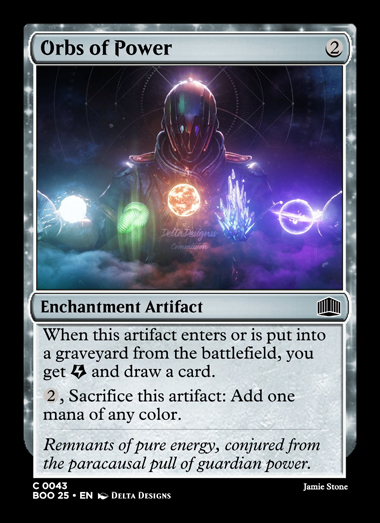 Orbs of Power 2
DeltaDesigns
Enchantment Artifact
When this artifact enters or is put into
a graveyard from the battlefield, you
get and draw a card.
2 , Sacrifice this artifact: Add one
mana of any color.
Remnants of pure energy, conjured from
the paracausal pull of guardian power.
C 0043
BOO 25 • EN DELTA DESIGNS
Jamie Stone